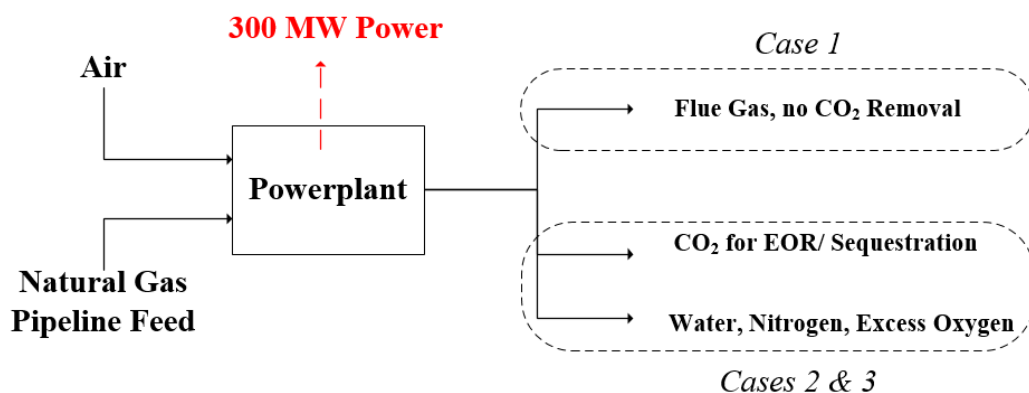 300 MW Power
Case 1
Air
Flue Gas, no CO₂ Removal
Powerplant
CO₂ for EOR/ Sequestration
Natural Gas
Pipeline Feed
Water, Nitrogen, Excess Oxygen
Cases 2 & 3